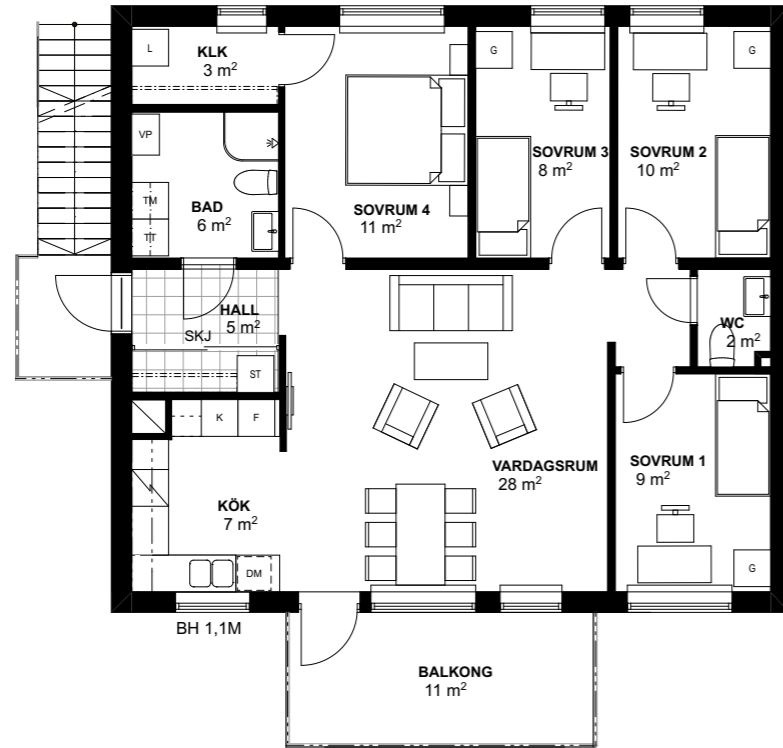 L
KLK
3 m²
G
G
VP
SOVRUM 3
8 m²
SOVRUM 2
10 m²
TM
BAD
6 m²
SOVRUM 4
11 m²
TT
HALL
5 m²
SKJ
WC
2 m²
ST
K
F
VARDAGSRUM
28 m²
SOVRUM 1
9 m²
KÖK
7 m²
DM
G
BH 1,1M
BALKONG
11 m²